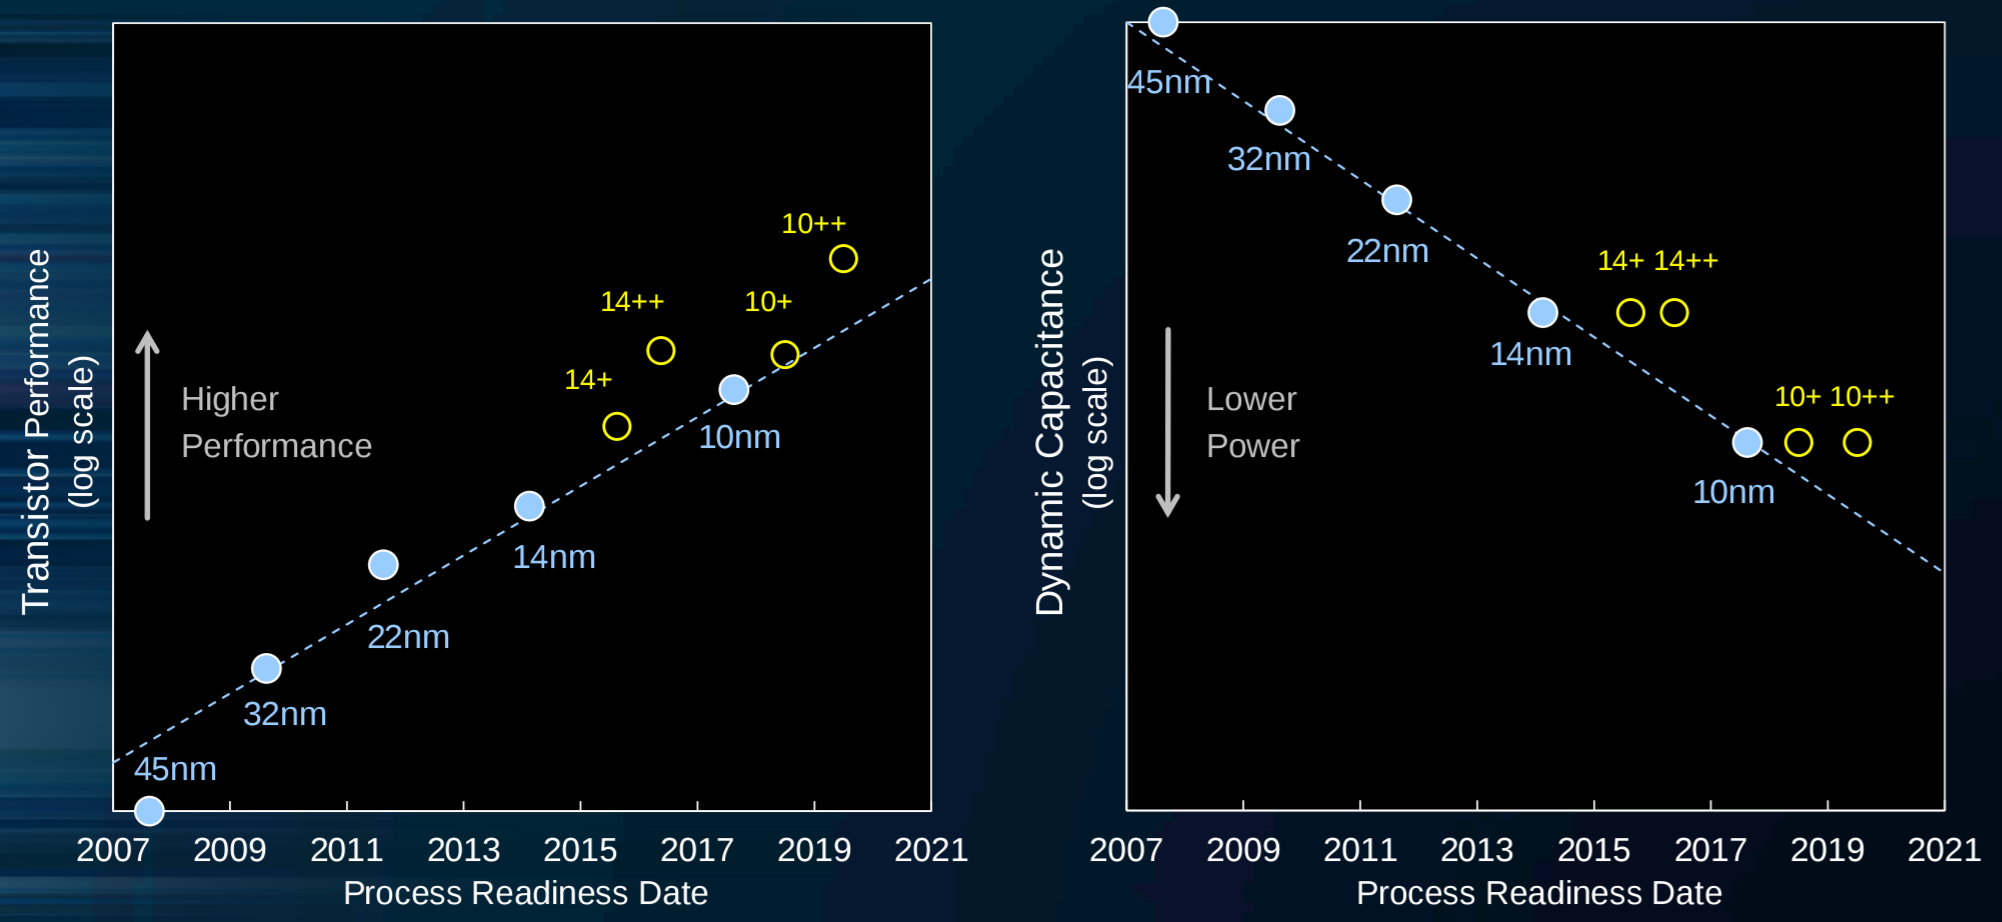 Transistor Performance
(log scale)
Higher
Performance
10++
14++
10+
14+
10nm
14nm
22nm
32nm
45nm
2007 2009 2011 2013 2015 2017 2019 2021
Process Readiness Date
Dynamic Capacitance
(log scale)
Lower
Power
45nm
32nm
22nm
14+ 14++
14nm
10+ 10++
10nm
2007 2009 2011 2013 2015 2017 2019 2021
Process Readiness Date